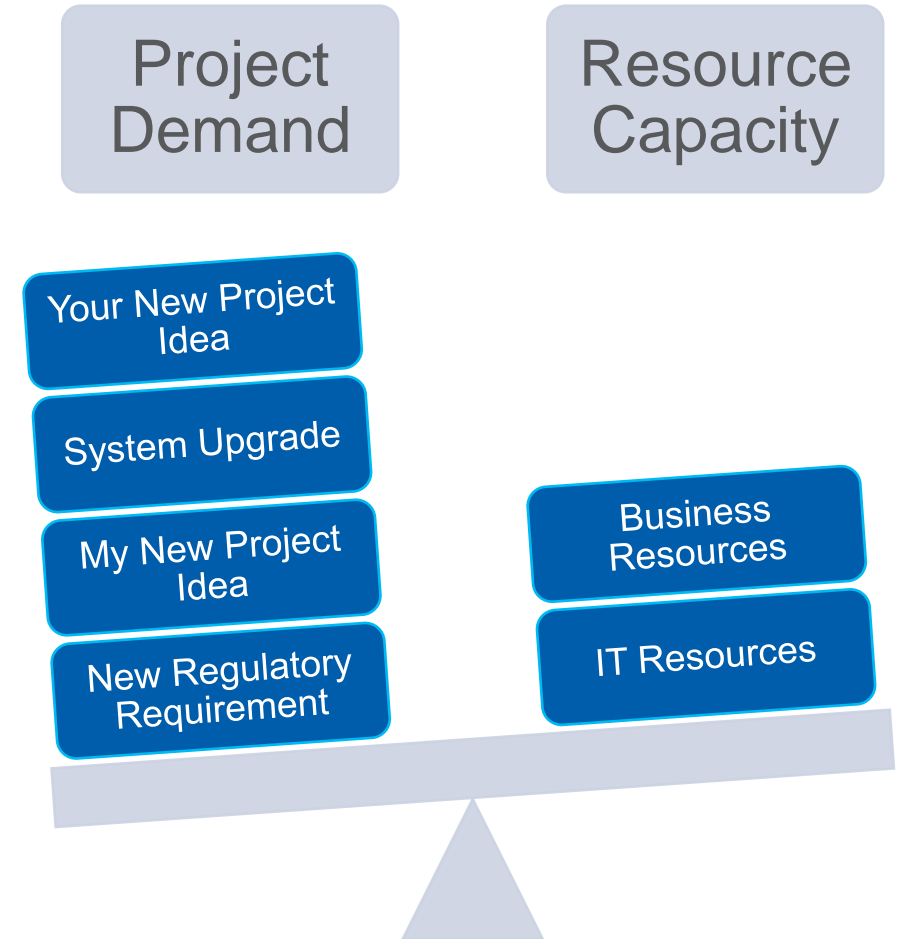 Project
Demand
Resource
Capacity
Your New Project
Idea
System Upgrade
My New Project
Idea
New Regulatory
Requirement
Business
Resources
IT Resources